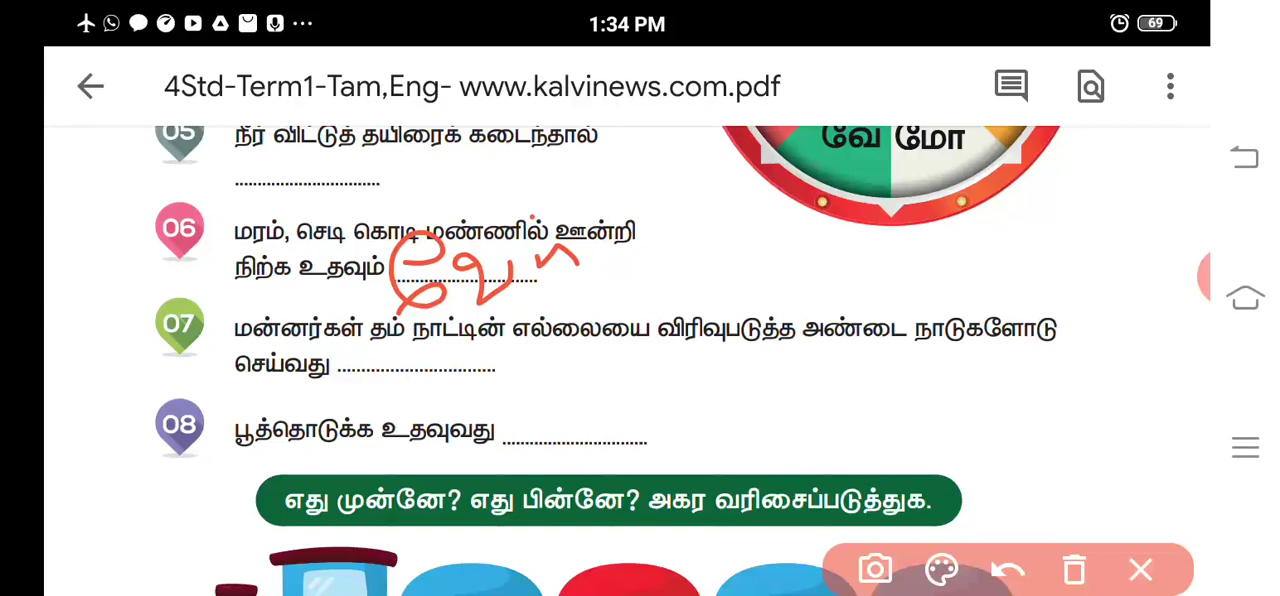 1:34 PM
69
4Std-Term1-Tam,Eng- www.kalvinews.com.pdf
05 நீர் விட்டுத் தயிரைக் கடைந்தால்
..............................
வே மோ
06 மரம், செடி கொடி மண்ணில் ஊன்றி
நிற்க உதவும் ..............................
07 மன்னர்கள் தம் நாட்டின் எல்லையை விரிவுபடுத்த அண்டை நாடுகளோடு
செய்வது ..................................
08 பூத்தொடுக்க உதவுவது ..............................
எது முன்னே? எது பின்னே? அகர வரிசைப்படுத்துக.